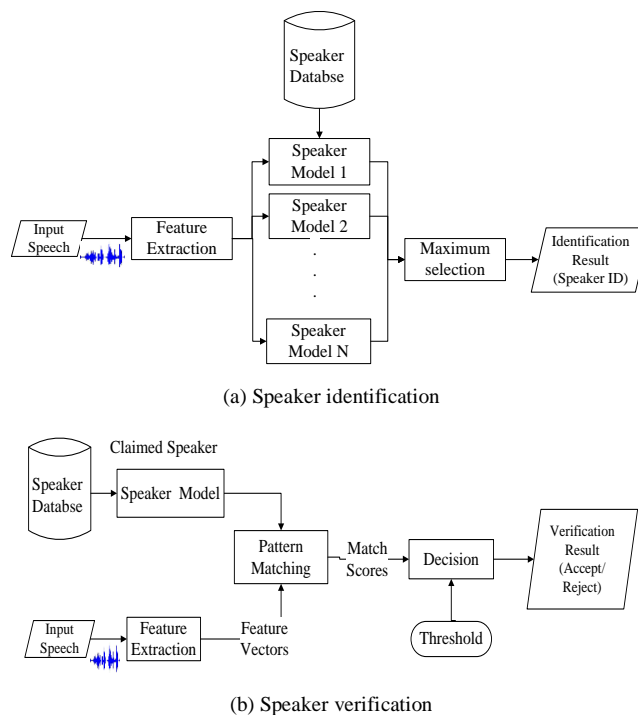 Speaker
Databse
Speaker
Model 1
Input
Speech
Feature
Extraction
Speaker
Model 2
.
.
.
Speaker
Model N
Maximum
selection
Identification
Result
(Speaker ID)
(a) Speaker identification
Claimed Speaker
Speaker
Databse
Speaker Model
Pattern
Matching
Match
Scores
Decision
Verification
Result
(Accept/
Reject)
Input
Speech
Feature
Extraction
Feature
Vectors
Threshold
(b) Speaker verification